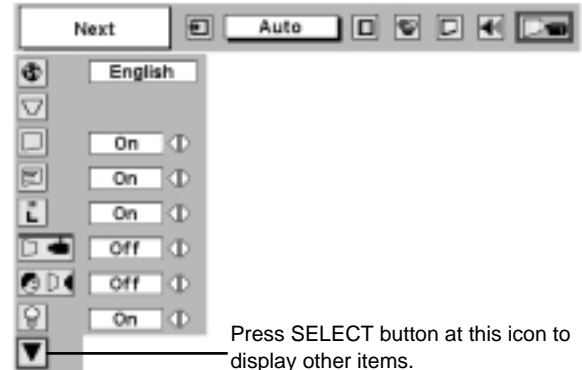 Next Auto
English
On
On
On
Off
Off
On
Press SELECT button at this icon to
display other items.